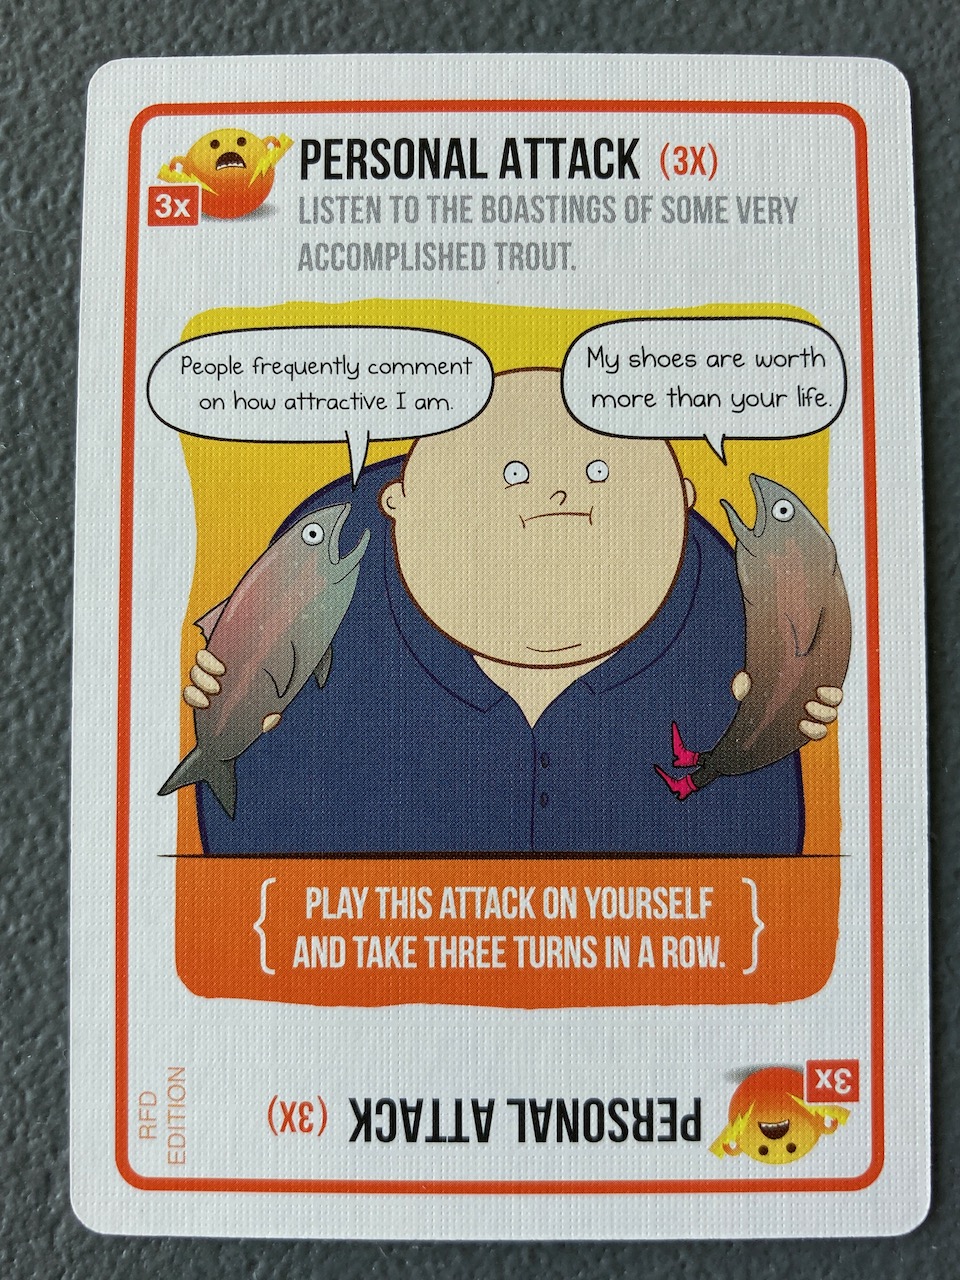 3x
PERSONAL ATTACK (3X)
LISTEN TO THE BOASTINGS OF SOME VERY
ACCOMPLISHED TROUT.
People frequently comment
on how attractive I am.
My shoes are worth
more than your life.
PLAY THIS ATTACK ON YOURSELF
AND TAKE THREE TURNS IN A ROW.
RFD
EDITION
PERSONAL ATTACK (3X)
3x